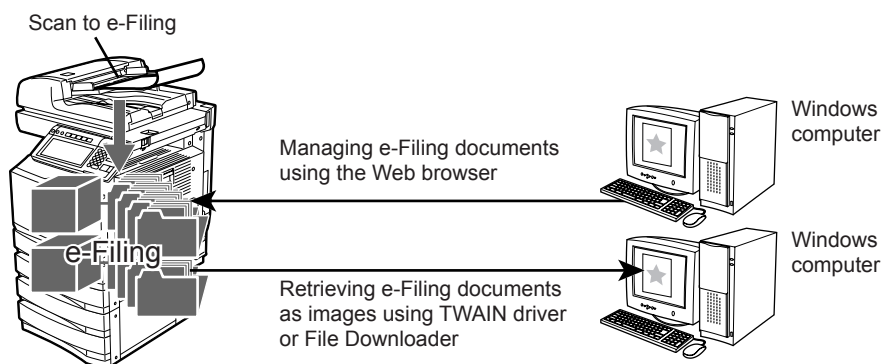 Scan to e-Filing
Managing e-Filing documents
using the Web browser
Windows
computer
e-Filing
Retrieving e-Filing documents
as images using TWAIN driver
or File Downloader
Windows
computer